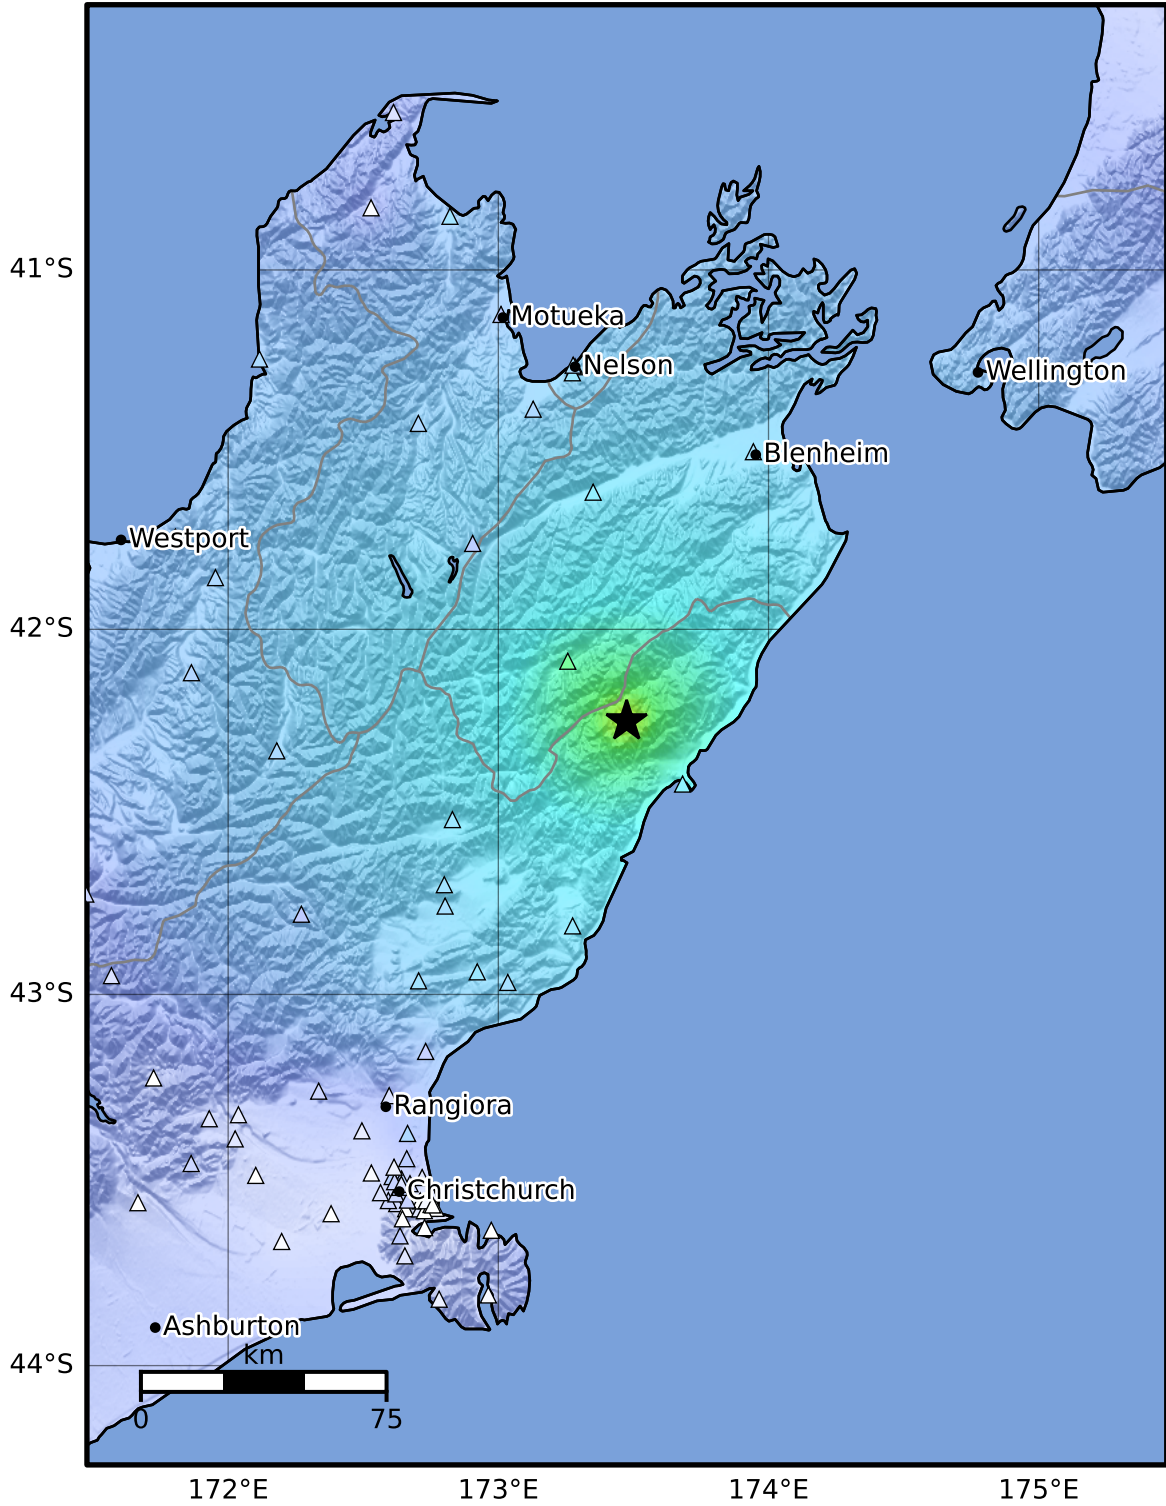 41°S
Motueka
Nelson
Wellington
Blenheim
Westport
42°S
43°S
Rangiora
Christchurch
Ashburton
km
44°S
0
75
172°E
173°E
174°E
175°E